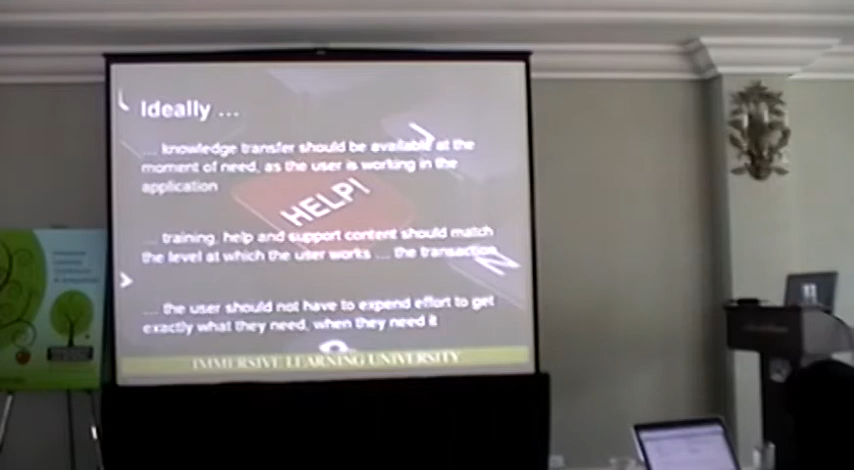 Ideally ...
... knowledge transfer should be available at the
moment of need, as the user is working in the
application
HELP!
... training, help and support content should match
the level at which the user works ... the transaction
N
... the user should not have to expend effort to get
exactly what they need, when they need it
IMMERSIVE LEARNING UNIVERSITY